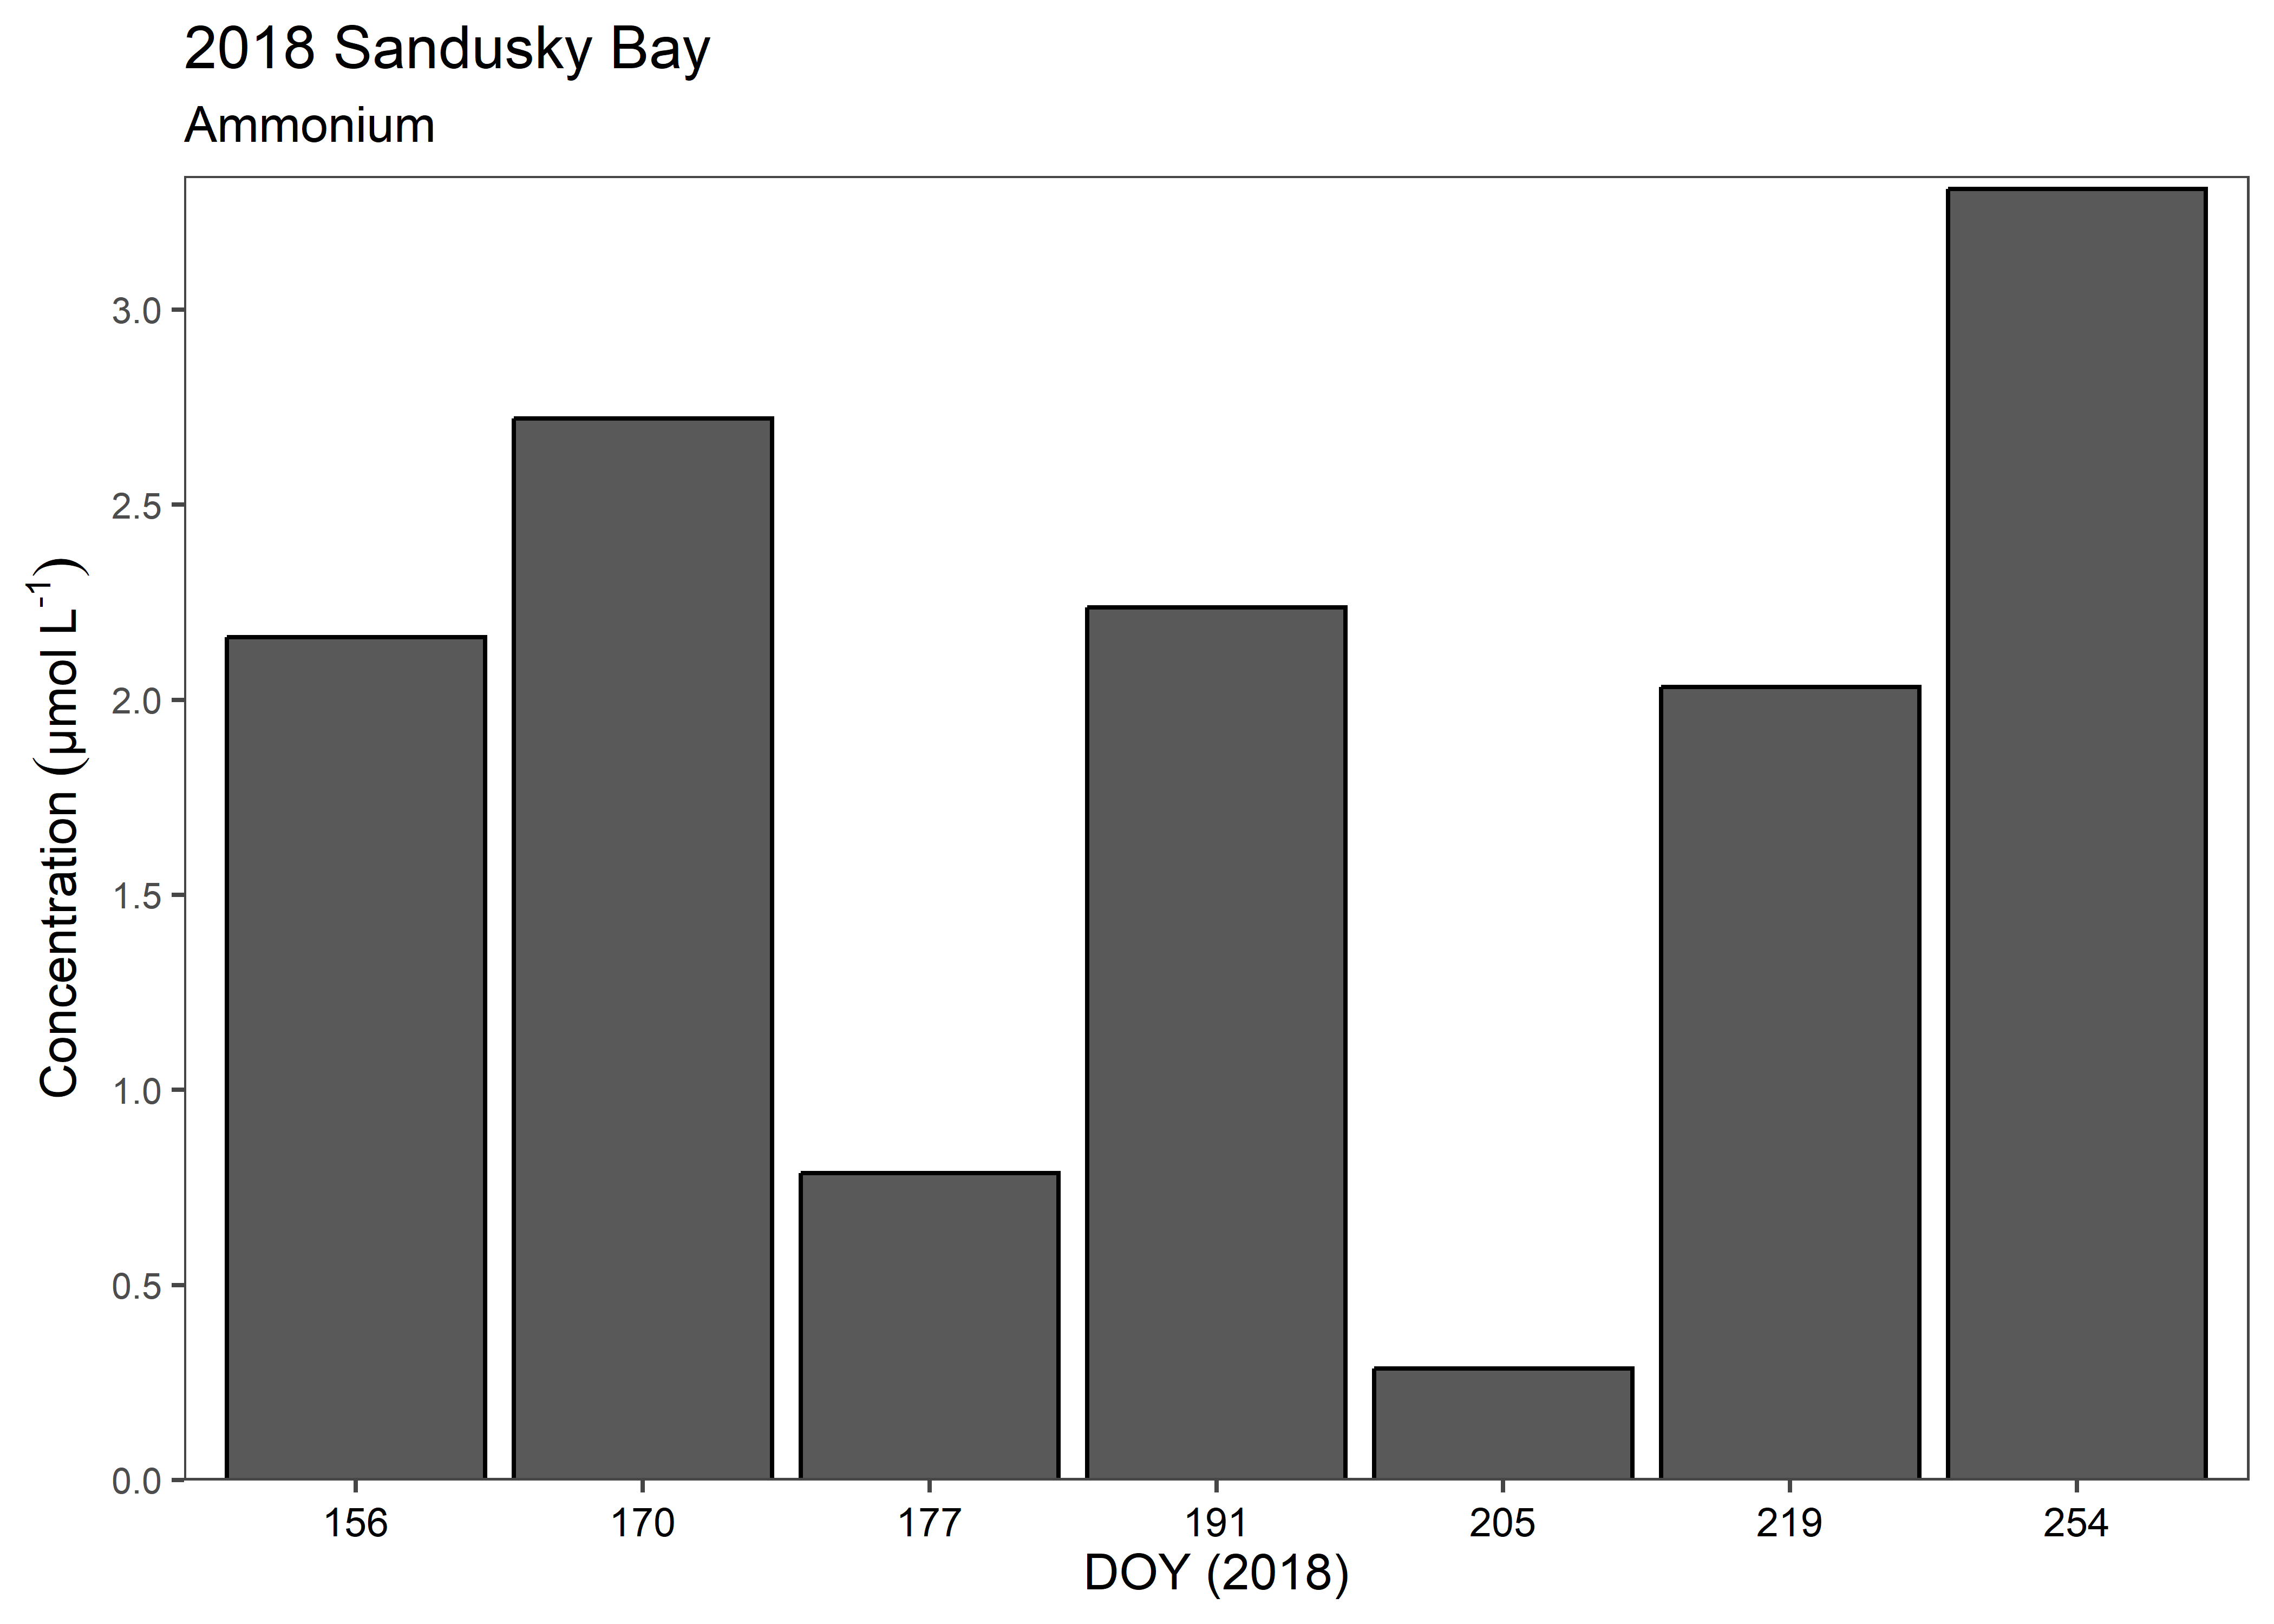 2018 Sandusky Bay
Ammonium
Concentration (µmol L⁻¹)
3.0
2.5
2.0
1.5
1.0
0.5
0.0
156 170 177 191 205 219 254
DOY (2018)